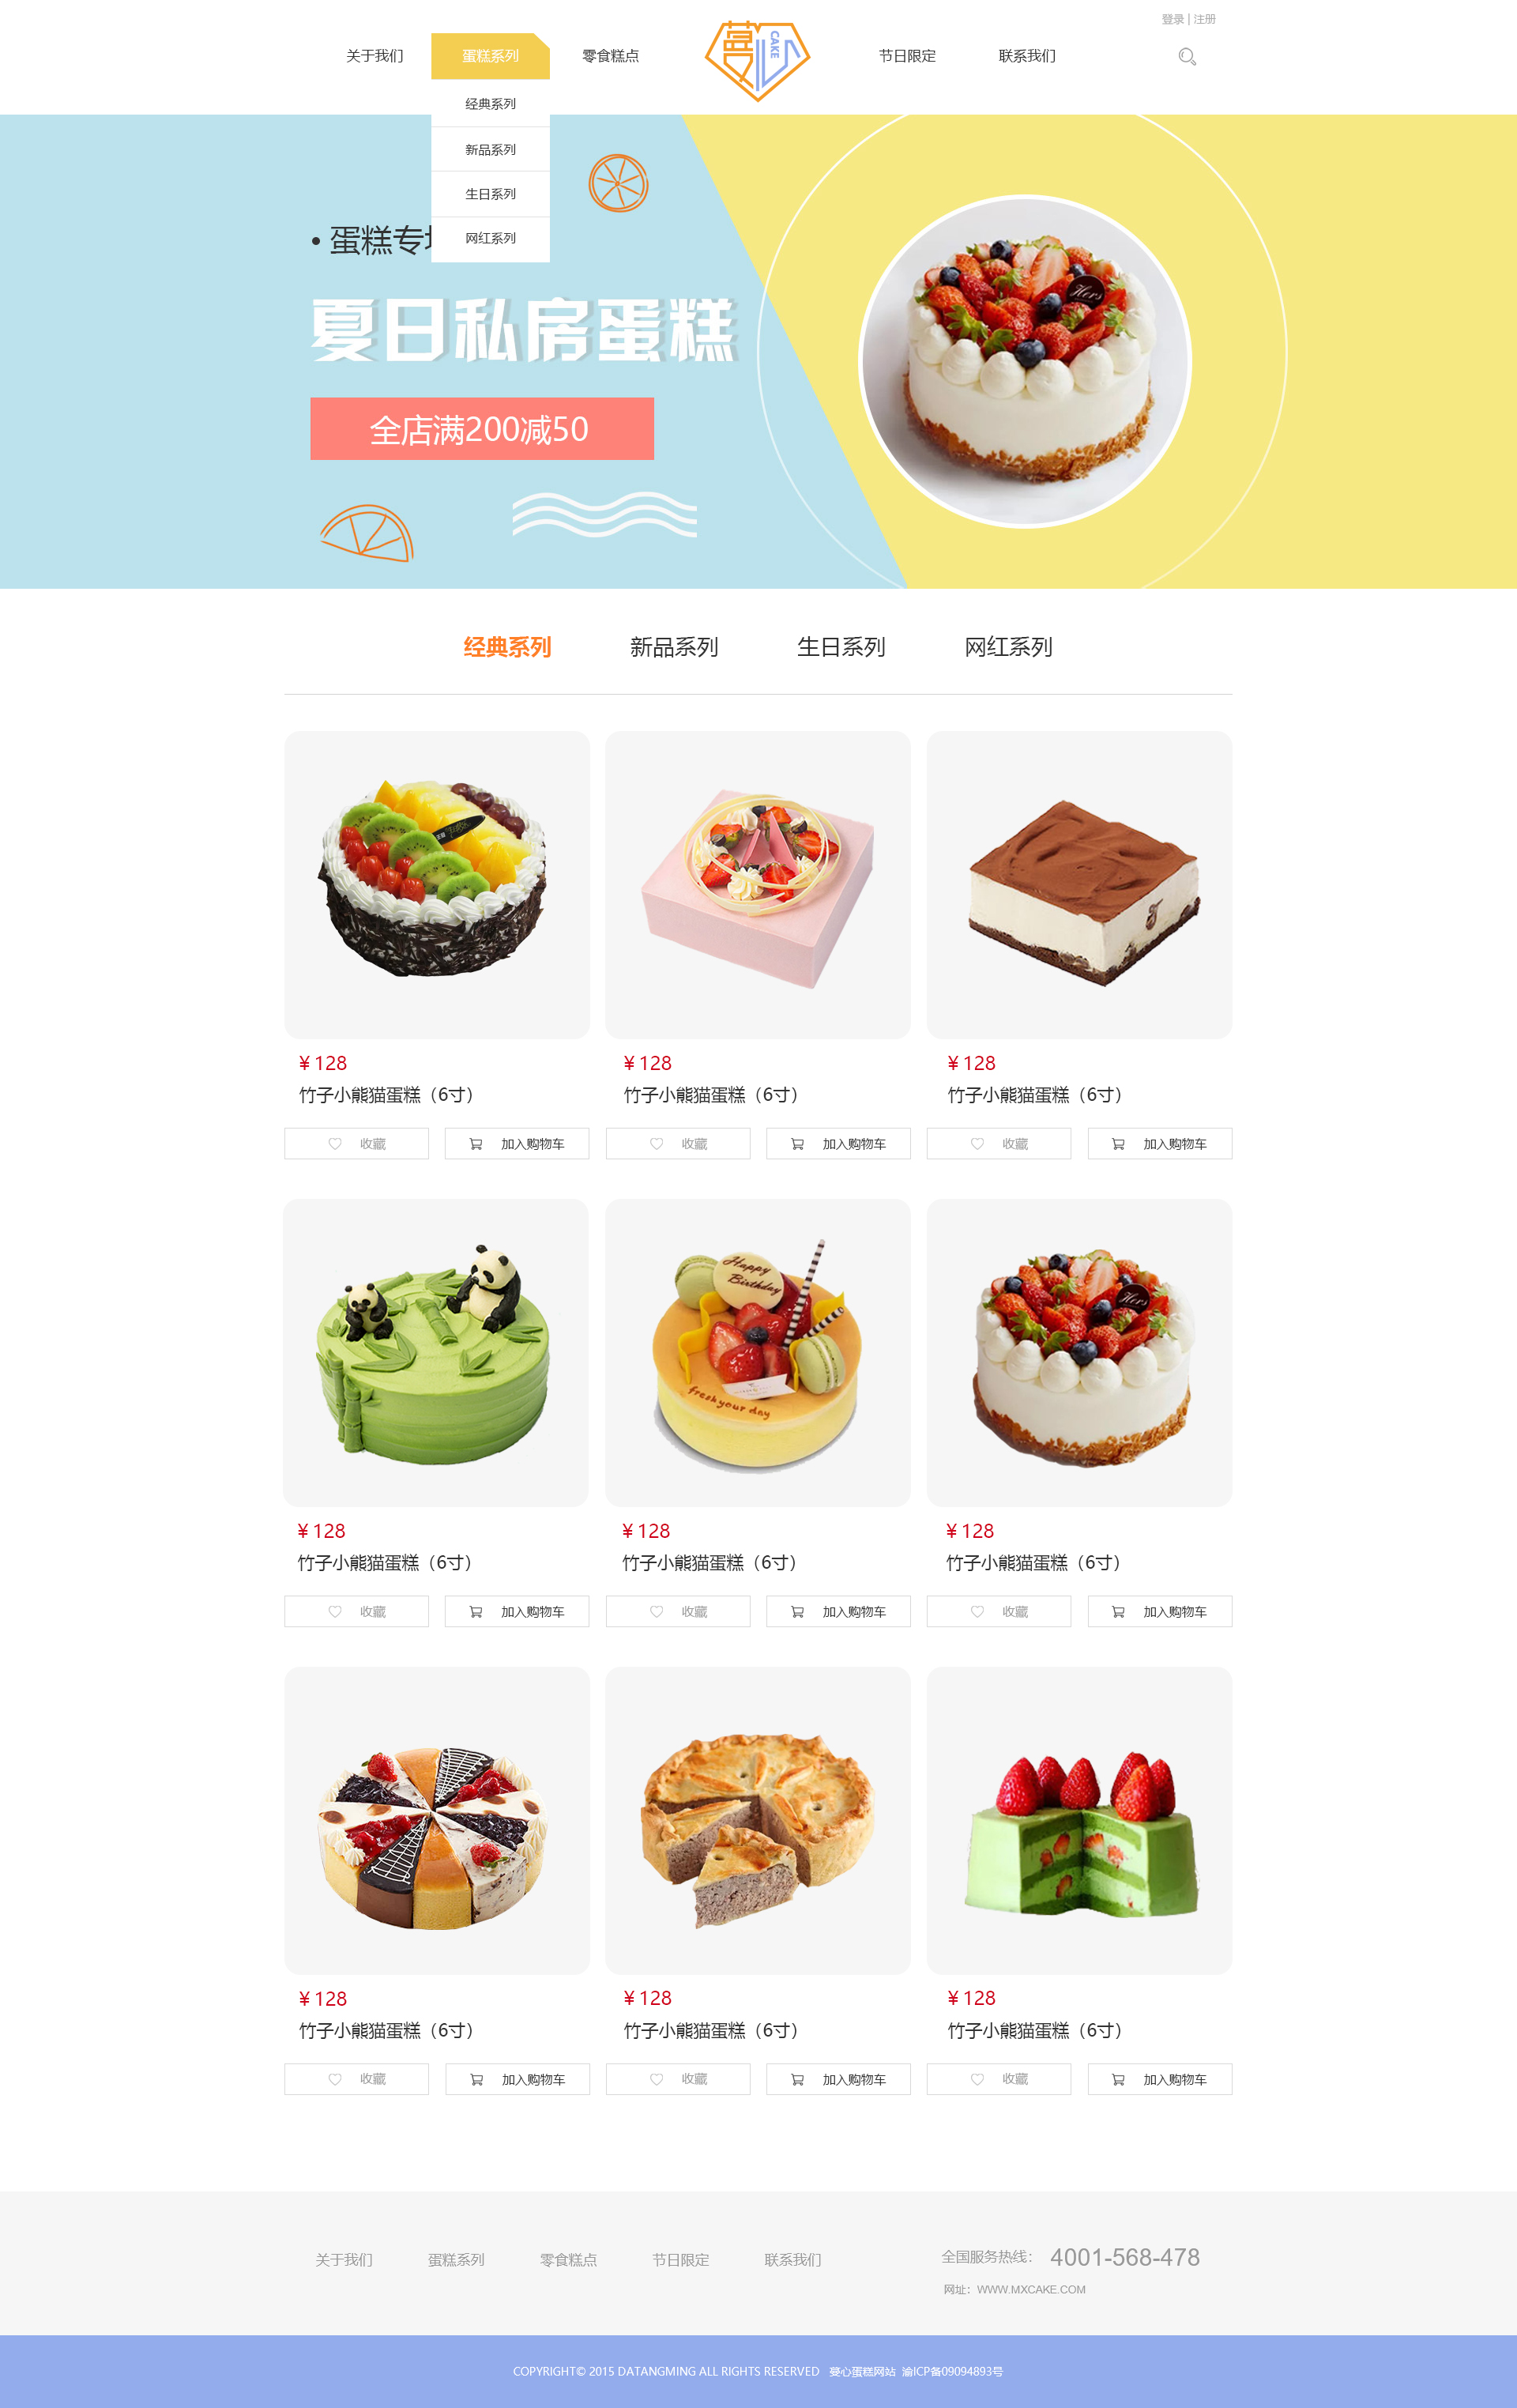 登录 | 注册
关于我们 蛋糕系列 零食糕点 CAKE 节日限定 联系我们
经典系列
新品系列
生日系列
网红系列
• 蛋糕专
夏日私房蛋糕
全店满200减50
Hers
经典系列 新品系列 生日系列 网红系列
¥ 128 ¥ 128 ¥ 128
竹子小熊猫蛋糕（6寸） 竹子小熊猫蛋糕（6寸） 竹子小熊猫蛋糕（6寸）
收藏 加入购物车 收藏 加入购物车 收藏 加入购物车
Happy
Birthday
Hers
fresh your day
¥ 128 ¥ 128 ¥ 128
竹子小熊猫蛋糕（6寸） 竹子小熊猫蛋糕（6寸） 竹子小熊猫蛋糕（6寸）
收藏 加入购物车 收藏 加入购物车 收藏 加入购物车
¥ 128 ¥ 128 ¥ 128
竹子小熊猫蛋糕（6寸） 竹子小熊猫蛋糕（6寸） 竹子小熊猫蛋糕（6寸）
收藏 加入购物车 收藏 加入购物车 收藏 加入购物车
关于我们 蛋糕系列 零食糕点 节日限定 联系我们
全国服务热线： 4001-568-478
网址：WWW.MXCAKE.COM
COPYRIGHT© 2015 DATANGMING ALL RIGHTS RESERVED 蔓心蛋糕网站 渝ICP备09094893号